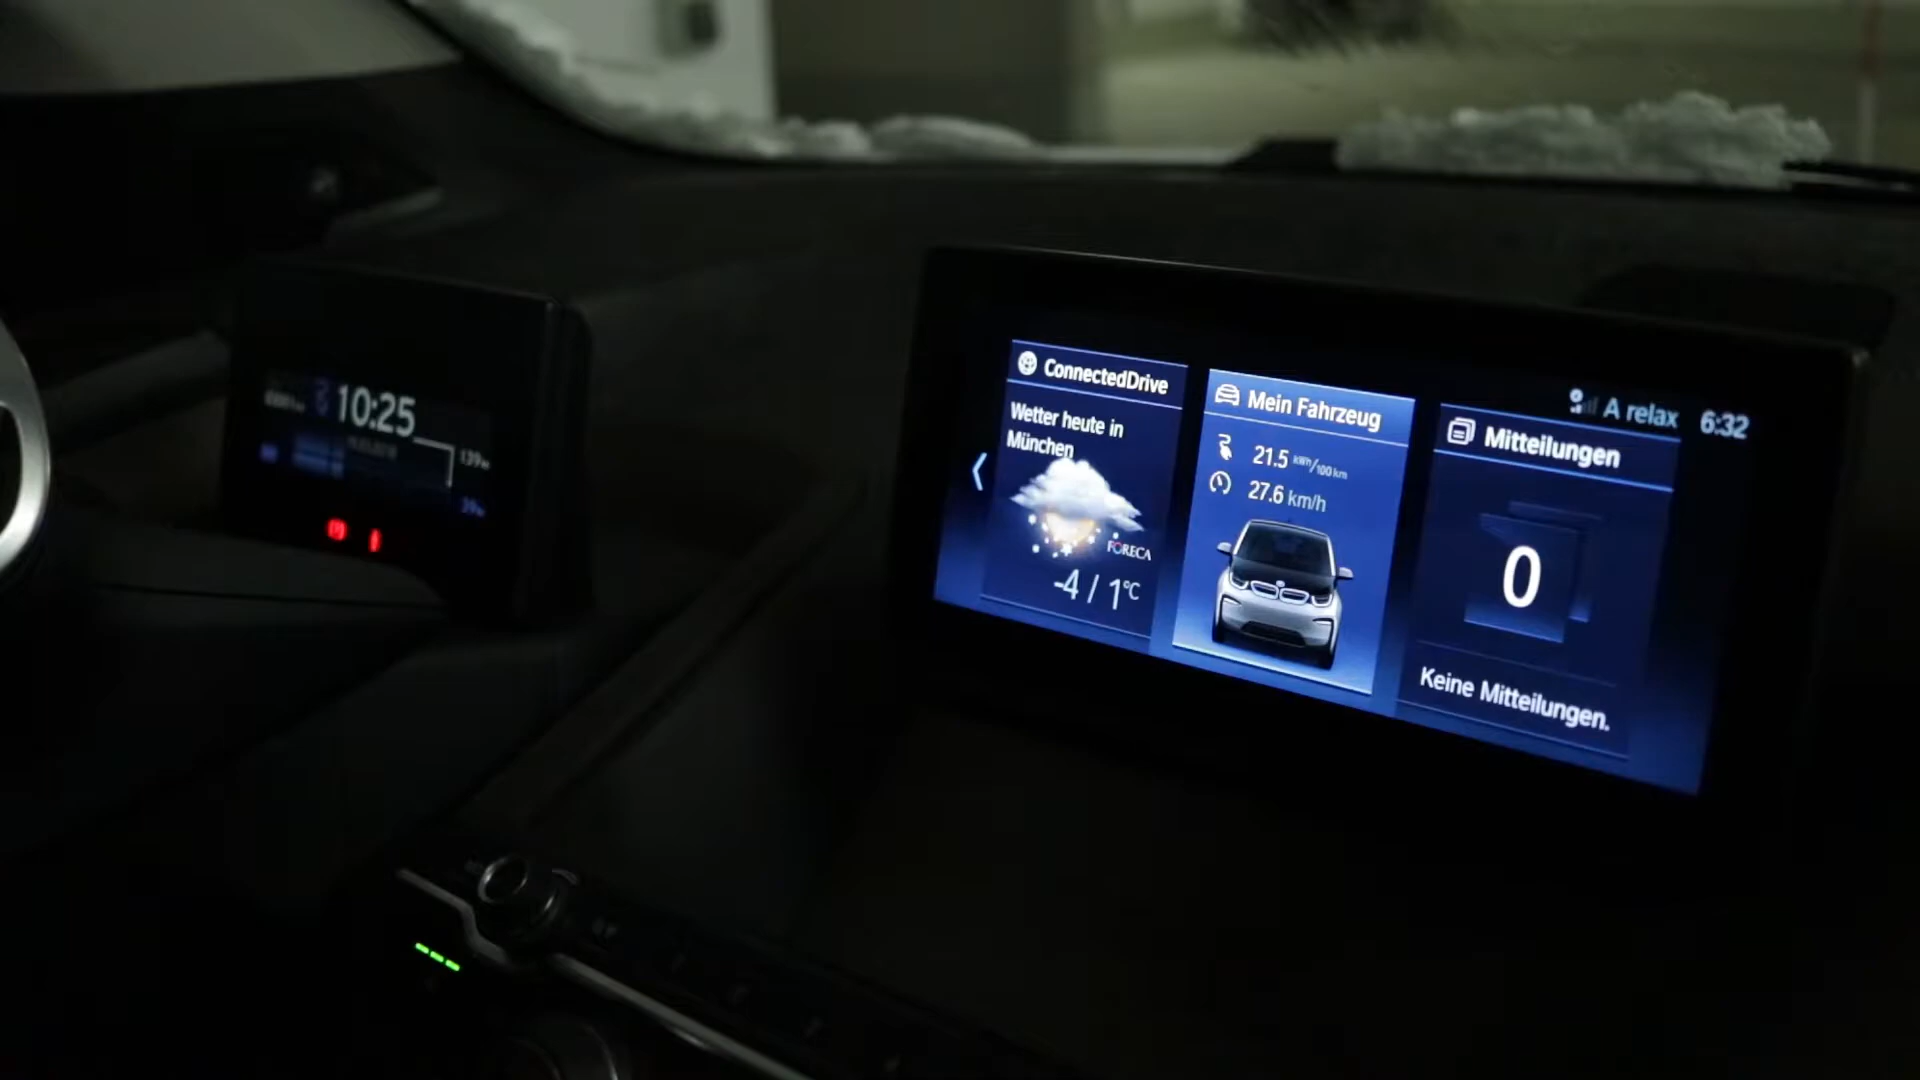 10:25
139
ConnectedDrive
Wetter heute in
München
FORECA
-4 / 1°C
Mein Fahrzeug
21.5 kWh/100 km
27.6 km/h
A relax 6:32
Mitteilungen
0
Keine Mitteilungen.